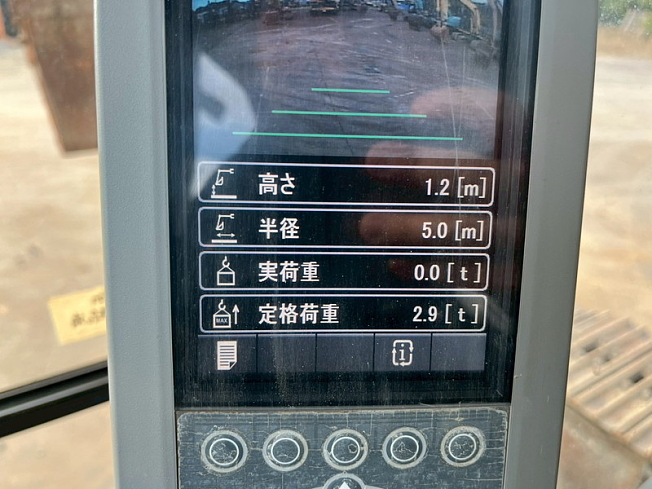 高さ 1.2 [m]
半径 5.0 [m]
実荷重 0.0 [t]
MAX 定格荷重 2.9 [t]
i